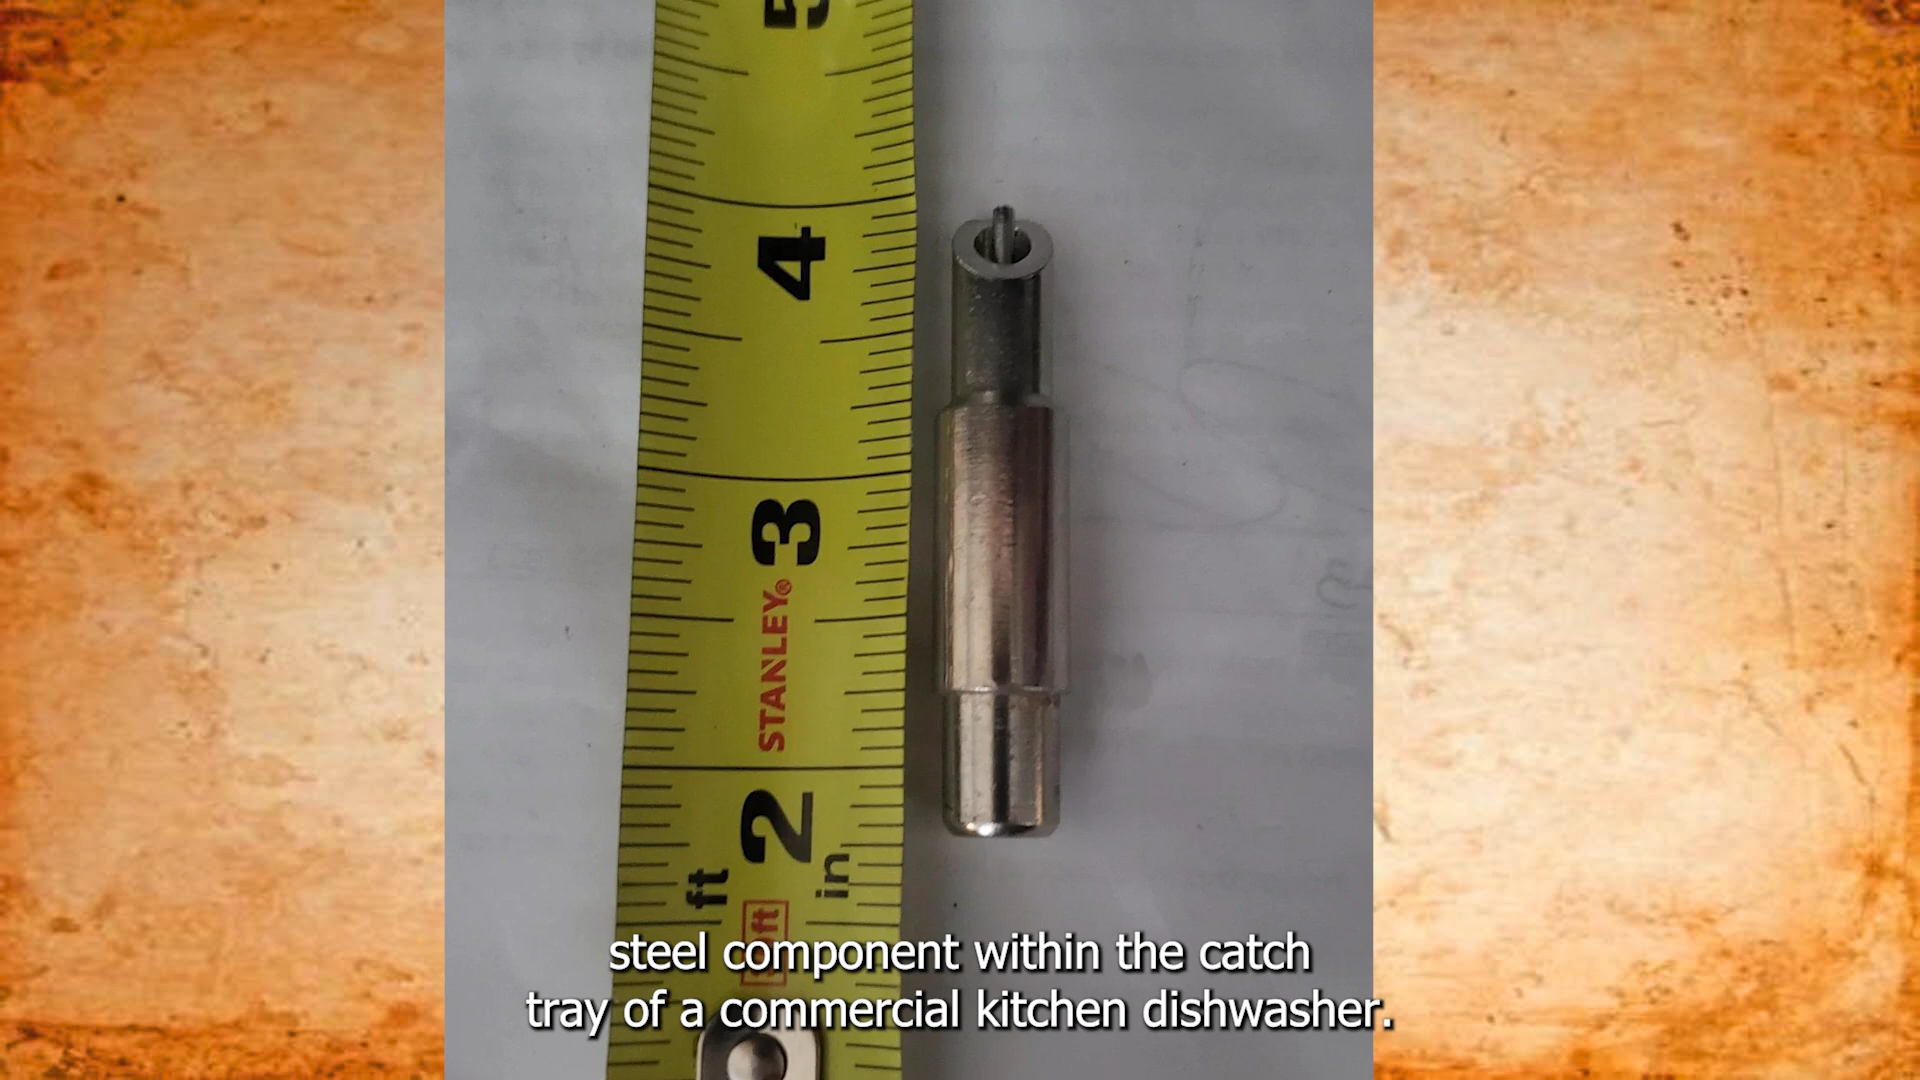 5
4
3
STANLEY®
2
ft
in
ft
steel component within the catch
tray of a commercial kitchen dishwasher.